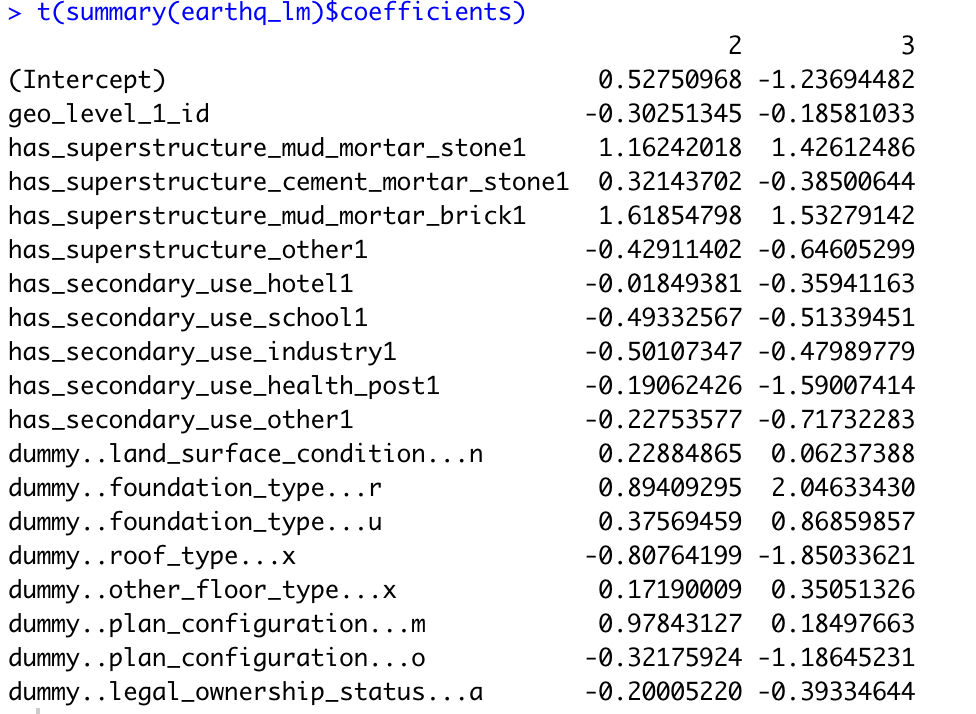 > t(summary(earthq_lm)$coefficients)
2 3
(Intercept) 0.52750968 -1.23694482
geo_level_1_id -0.30251345 -0.18581033
has_superstructure_mud_mortar_stone1 1.16242018 1.42612486
has_superstructure_cement_mortar_stone1 0.32143702 -0.38500644
has_superstructure_mud_mortar_brick1 1.61854798 1.53279142
has_superstructure_other1 -0.42911402 -0.64605299
has_secondary_use_hotel1 -0.01849381 -0.35941163
has_secondary_use_school1 -0.49332567 -0.51339451
has_secondary_use_industry1 -0.50107347 -0.47989779
has_secondary_use_health_post1 -0.19062426 -1.59007414
has_secondary_use_other1 -0.22753577 -0.71732283
dummy..land_surface_condition...n 0.22884865 0.06237388
dummy..foundation_type...r 0.89409295 2.04633430
dummy..foundation_type...u 0.37569459 0.86859857
dummy..roof_type...x -0.80764199 -1.85033621
dummy..other_floor_type...x 0.17190009 0.35051326
dummy..plan_configuration...m 0.97843127 0.18497663
dummy..plan_configuration...o -0.32175924 -1.18645231
dummy..legal_ownership_status...a -0.20005220 -0.39334644